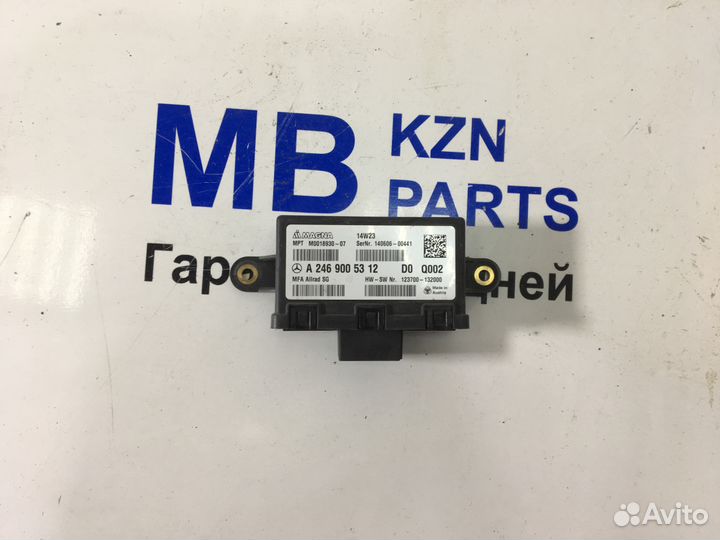 MB KZN
PARTS
MAGNA 14W23
MPT M0018930-07 SerNr. 140606-00441
A 246 900 53 12 D0 Q002
MFA Allrad SG HW-SW Nr. 123700-132000
Made in
Austria
Гар дней
Avito